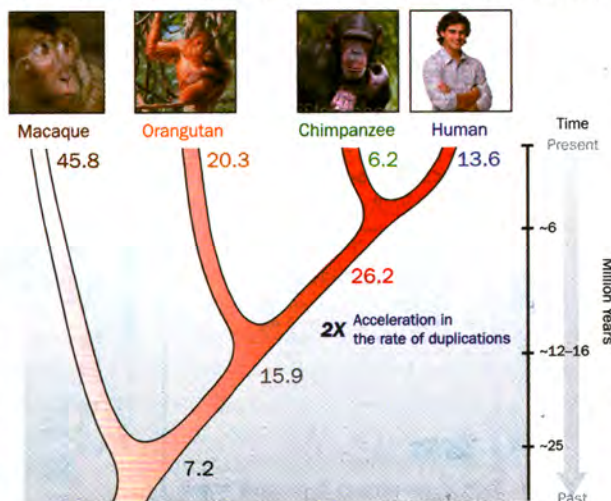 Macaque
Orangutan
Chimpanzee
Human
Time
Present
45.8
20.3
6.2
13.6
~6
26.2
Million Years
2X Acceleration in
the rate of duplications
~12–16
15.9
~25
7.2
Past